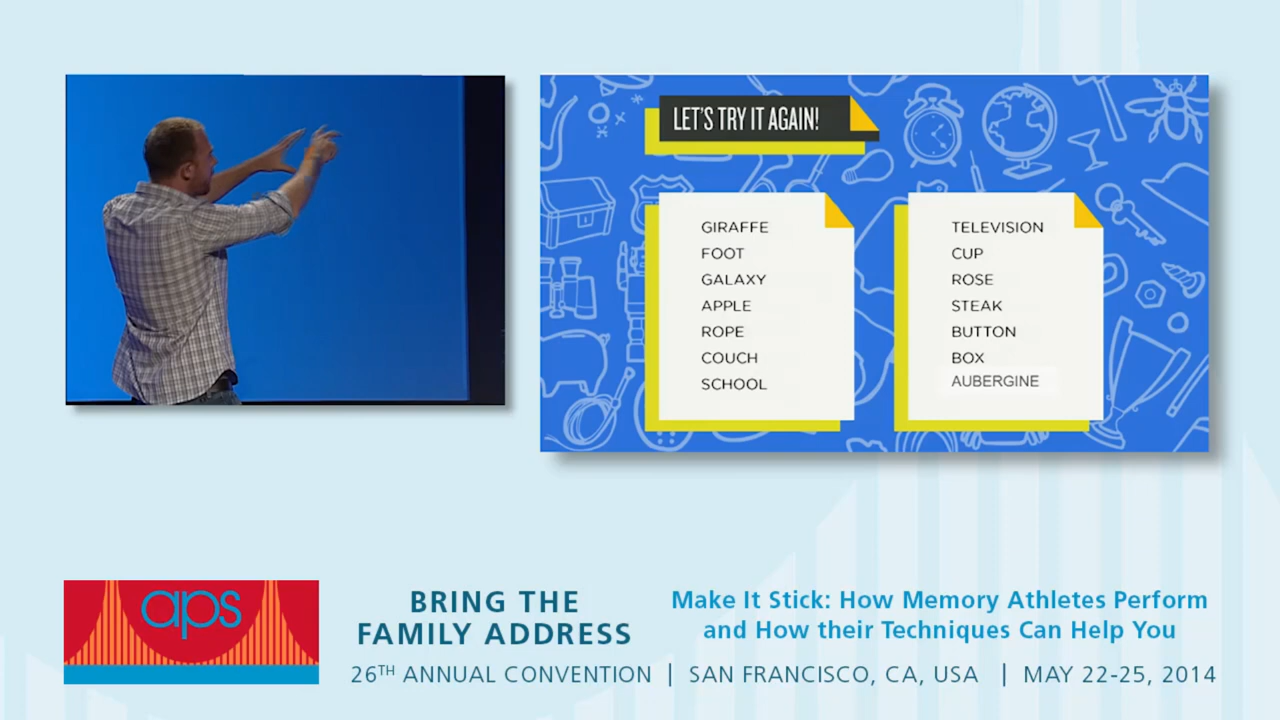 LET'S TRY IT AGAIN!
GIRAFFE
FOOT
GALAXY
APPLE
ROPE
COUCH
SCHOOL
TELEVISION
CUP
ROSE
STEAK
BUTTON
BOX
AUBERGINE
aps
BRING THE
FAMILY ADDRESS
Make It Stick: How Memory Athletes Perform
and How their Techniques Can Help You
26TH ANNUAL CONVENTION | SAN FRANCISCO, CA, USA | MAY 22-25, 2014